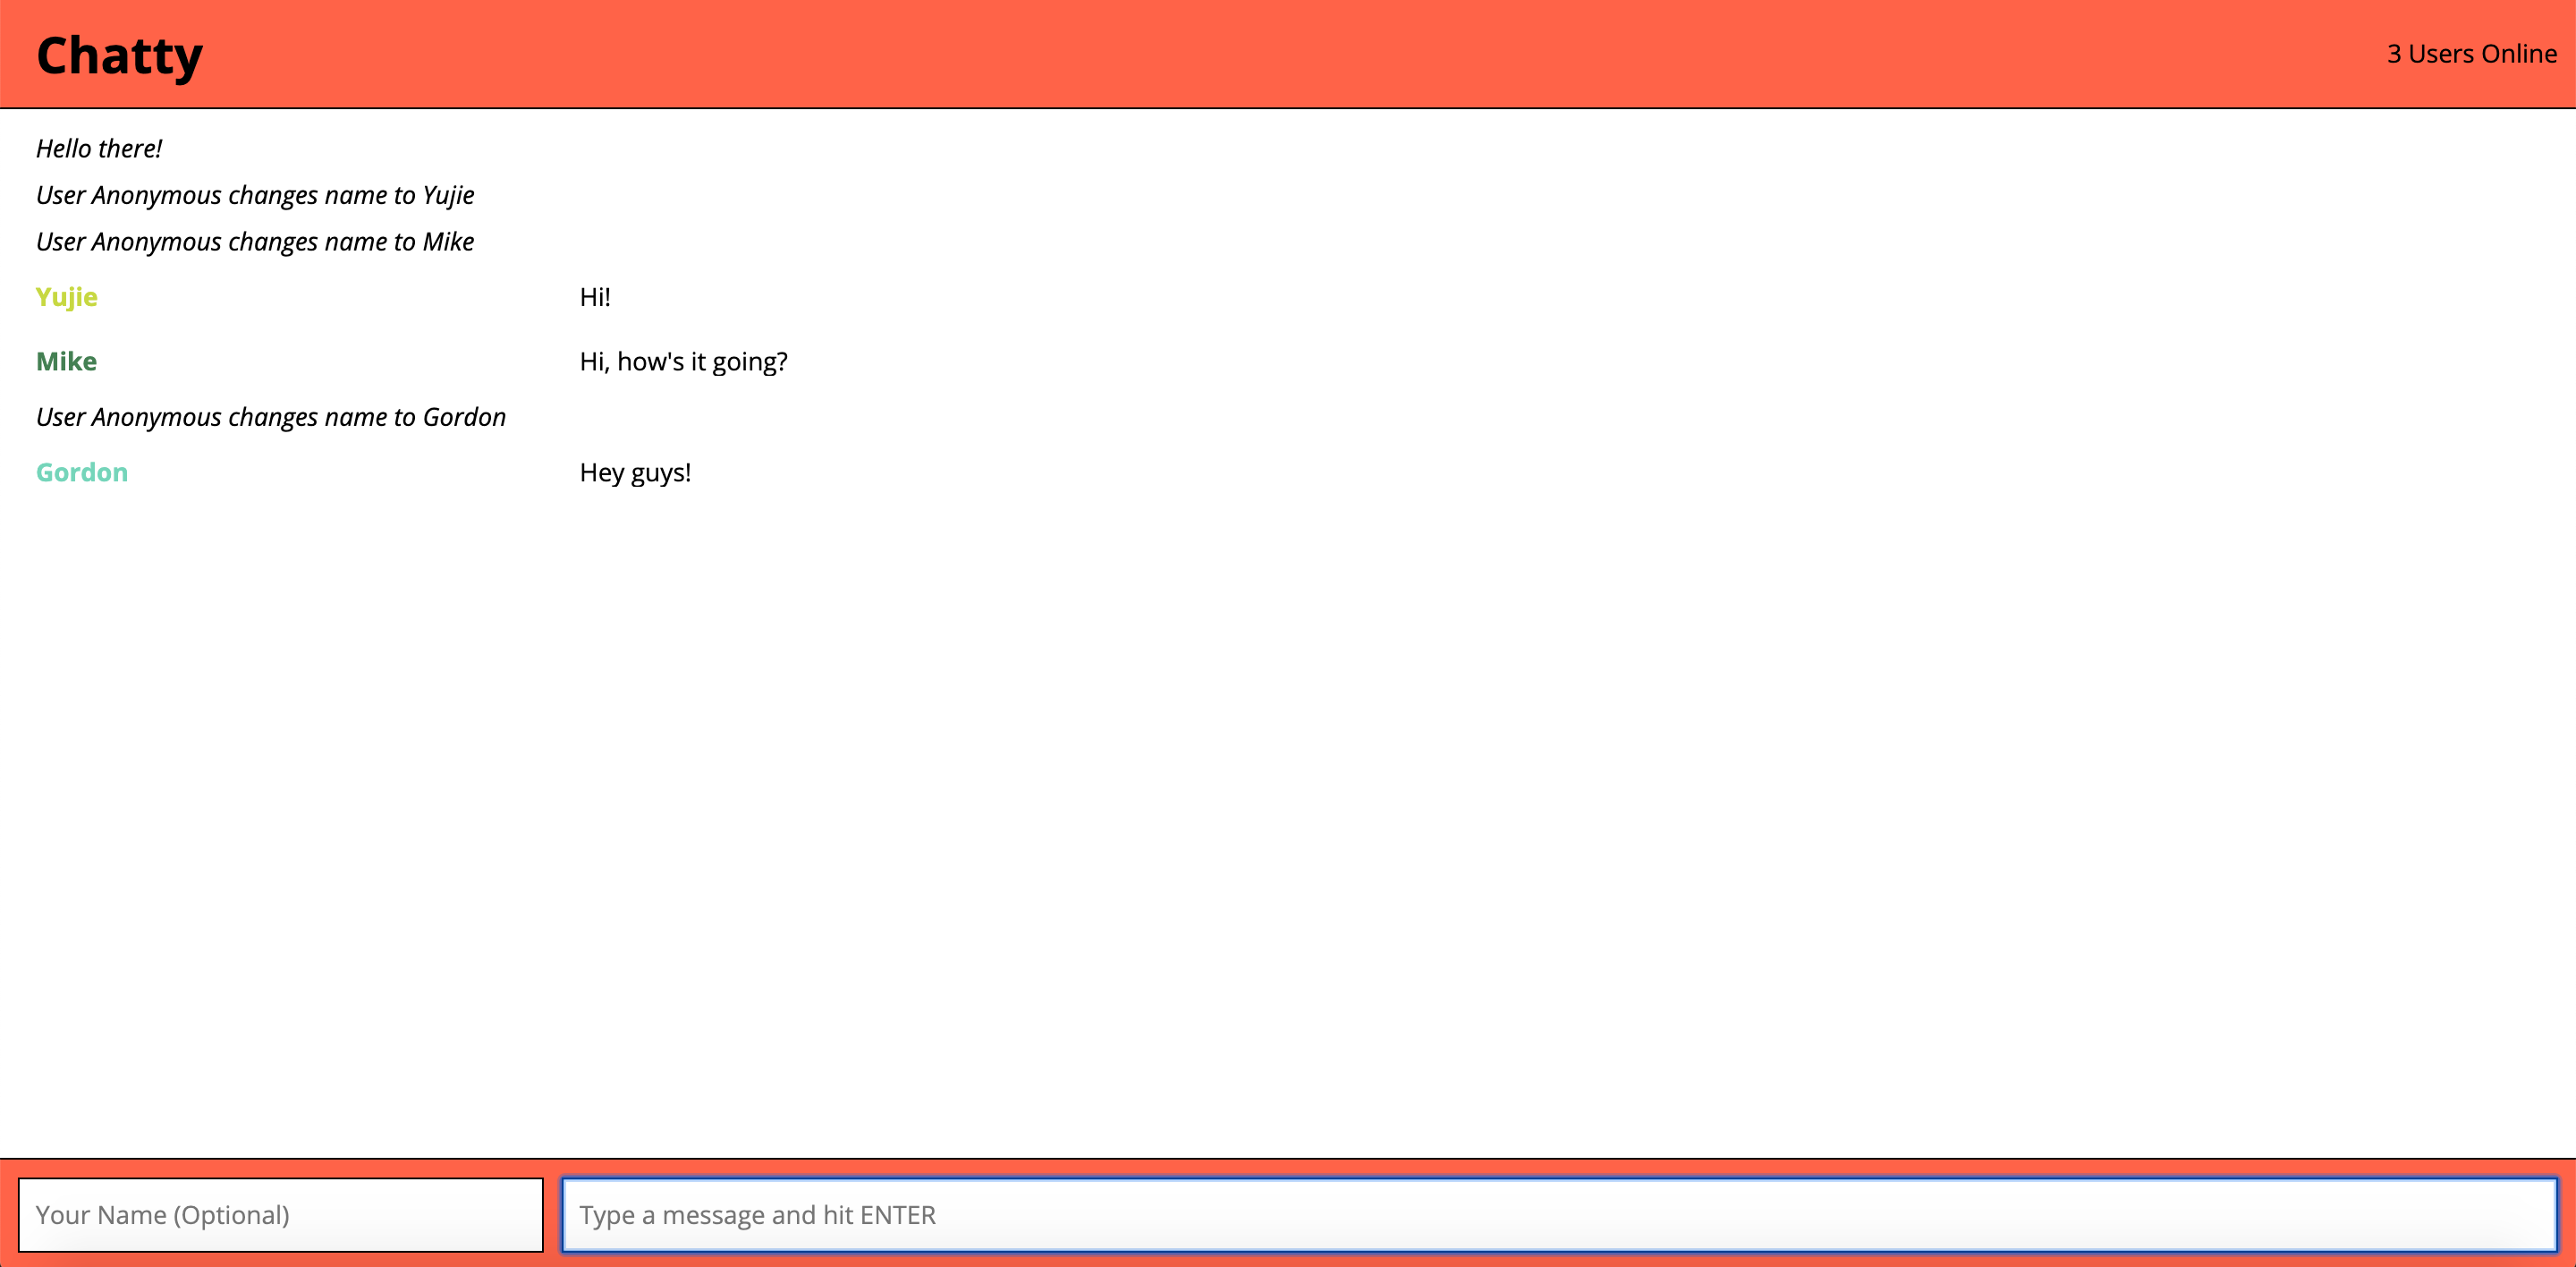 Chatty
3 Users Online
Hello there!
User Anonymous changes name to Yujie
User Anonymous changes name to Mike
Yujie Hi!
Mike Hi, how's it going?
User Anonymous changes name to Gordon
Gordon Hey guys!
Your Name (Optional) Type a message and hit ENTER